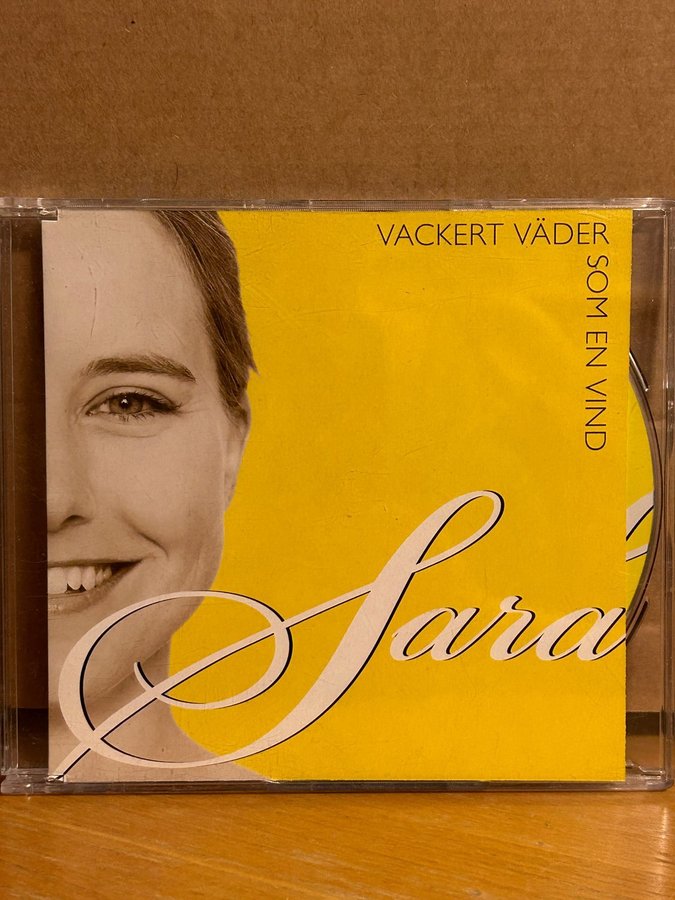 VACKERT VÄDER
SOM EN VIND
Sara